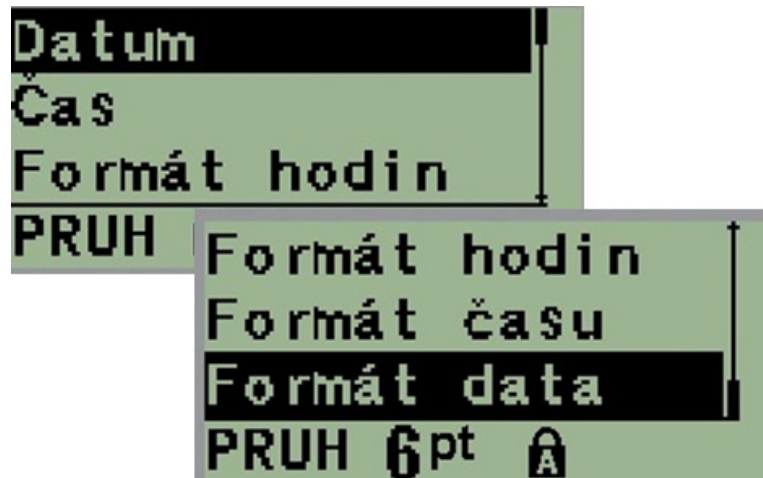 Datum
Čas
Formát hodin
PRUH
Formát hodin
Formát času
Formát data
PRUH 6pt A